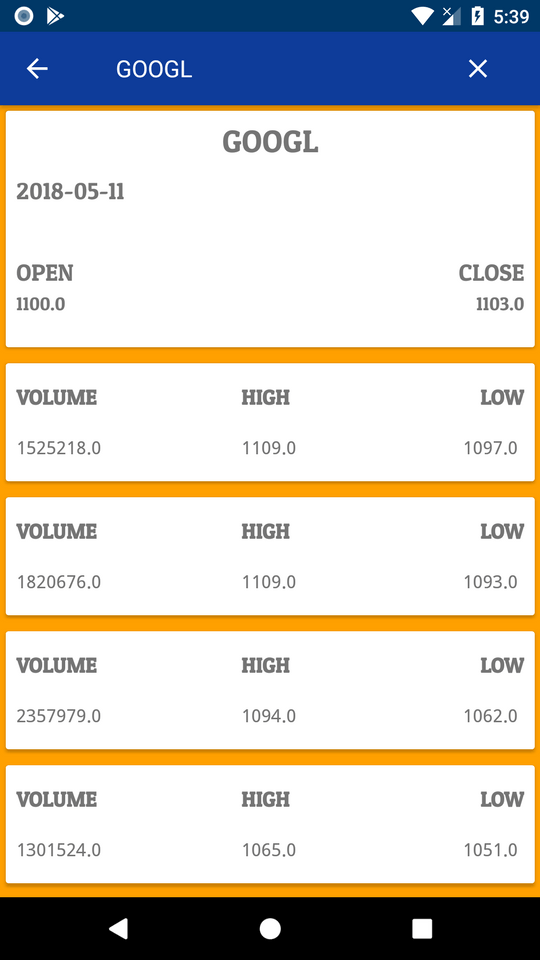 5:39
GOOGL
GOOGL
2018-05-11
OPEN CLOSE
1100.0 1103.0
VOLUME HIGH LOW
1525218.0 1109.0 1097.0
VOLUME HIGH LOW
1820676.0 1109.0 1093.0
VOLUME HIGH LOW
2357979.0 1094.0 1062.0
VOLUME HIGH LOW
1301524.0 1065.0 1051.0